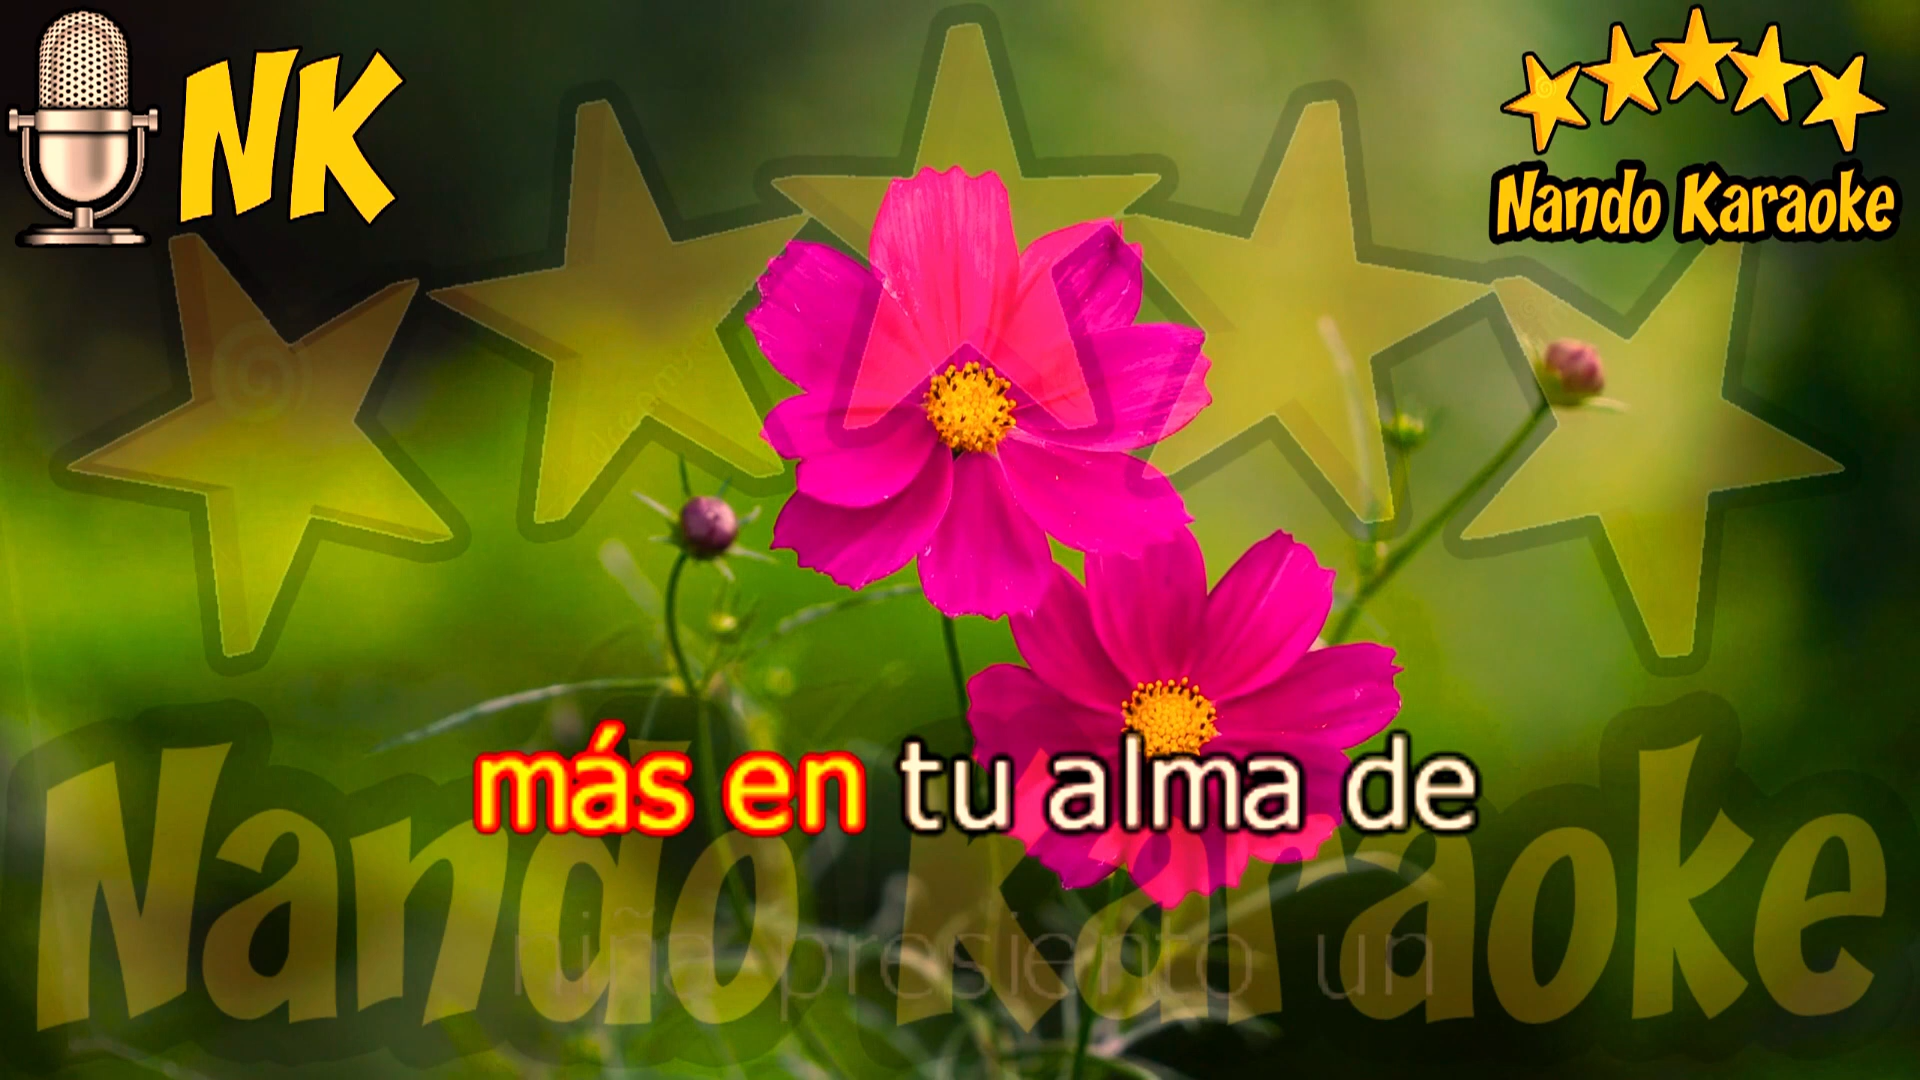 NK
Nando Karaoke
más en tu alma de
niña presiento un
Nando Karaoke